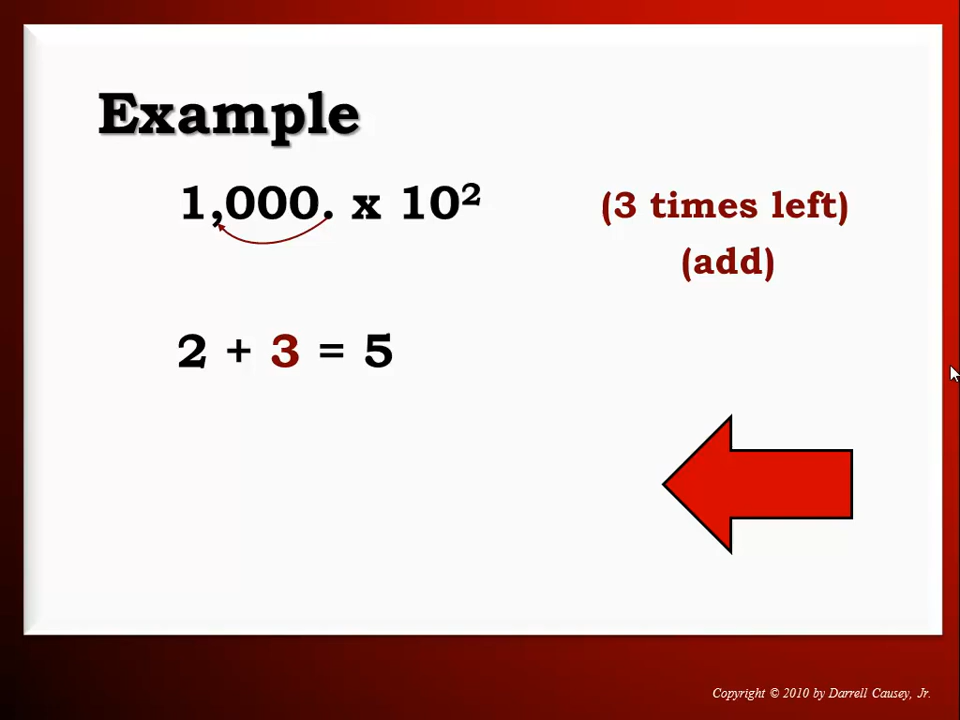 Example
1,000. x 10² (3 times left)
(add)
2 + 3 = 5
Copyright © 2010 by Darrell Causey, Jr.